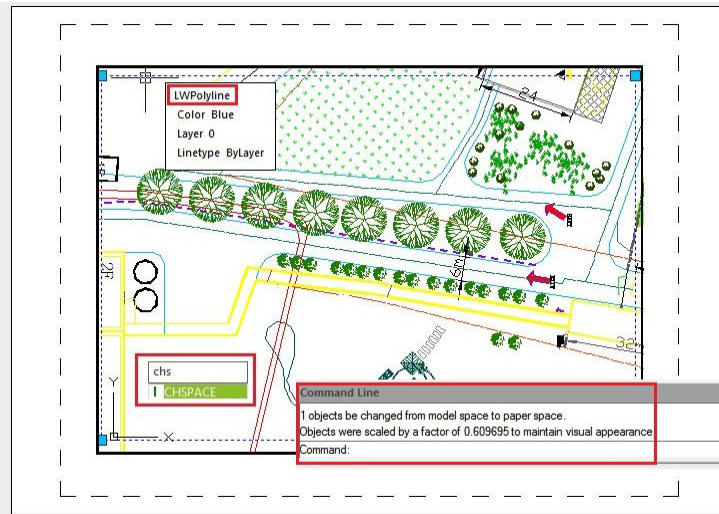 24
LWPolyline
Color Blue
Layer 0
Linetype ByLayer
6M
32
chs
CHSPACE
Y
X
Command Line
1 objects be changed from model space to paper space.
Objects were scaled by a factor of 0.609695 to maintain visual appearance
Command: